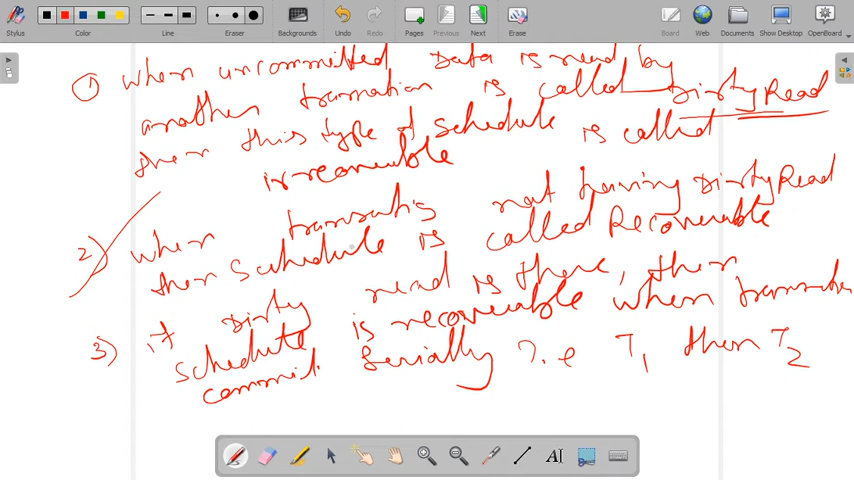 Stylus Color Line Eraser Backgrounds Undo Redo Pages Previous Next Erase Board Web Documents Show Desktop OpenBoard
1) when uncommitted Data is read by
another transation is called Dirty Read
then this type of schedule is called
irrecoverable
2) when transatis not having Dirty Read
then schedule is called Recoverable
3) if Dirty read is there, then
schedule is recoverable when transaction
commit serially i.e T1 then T2